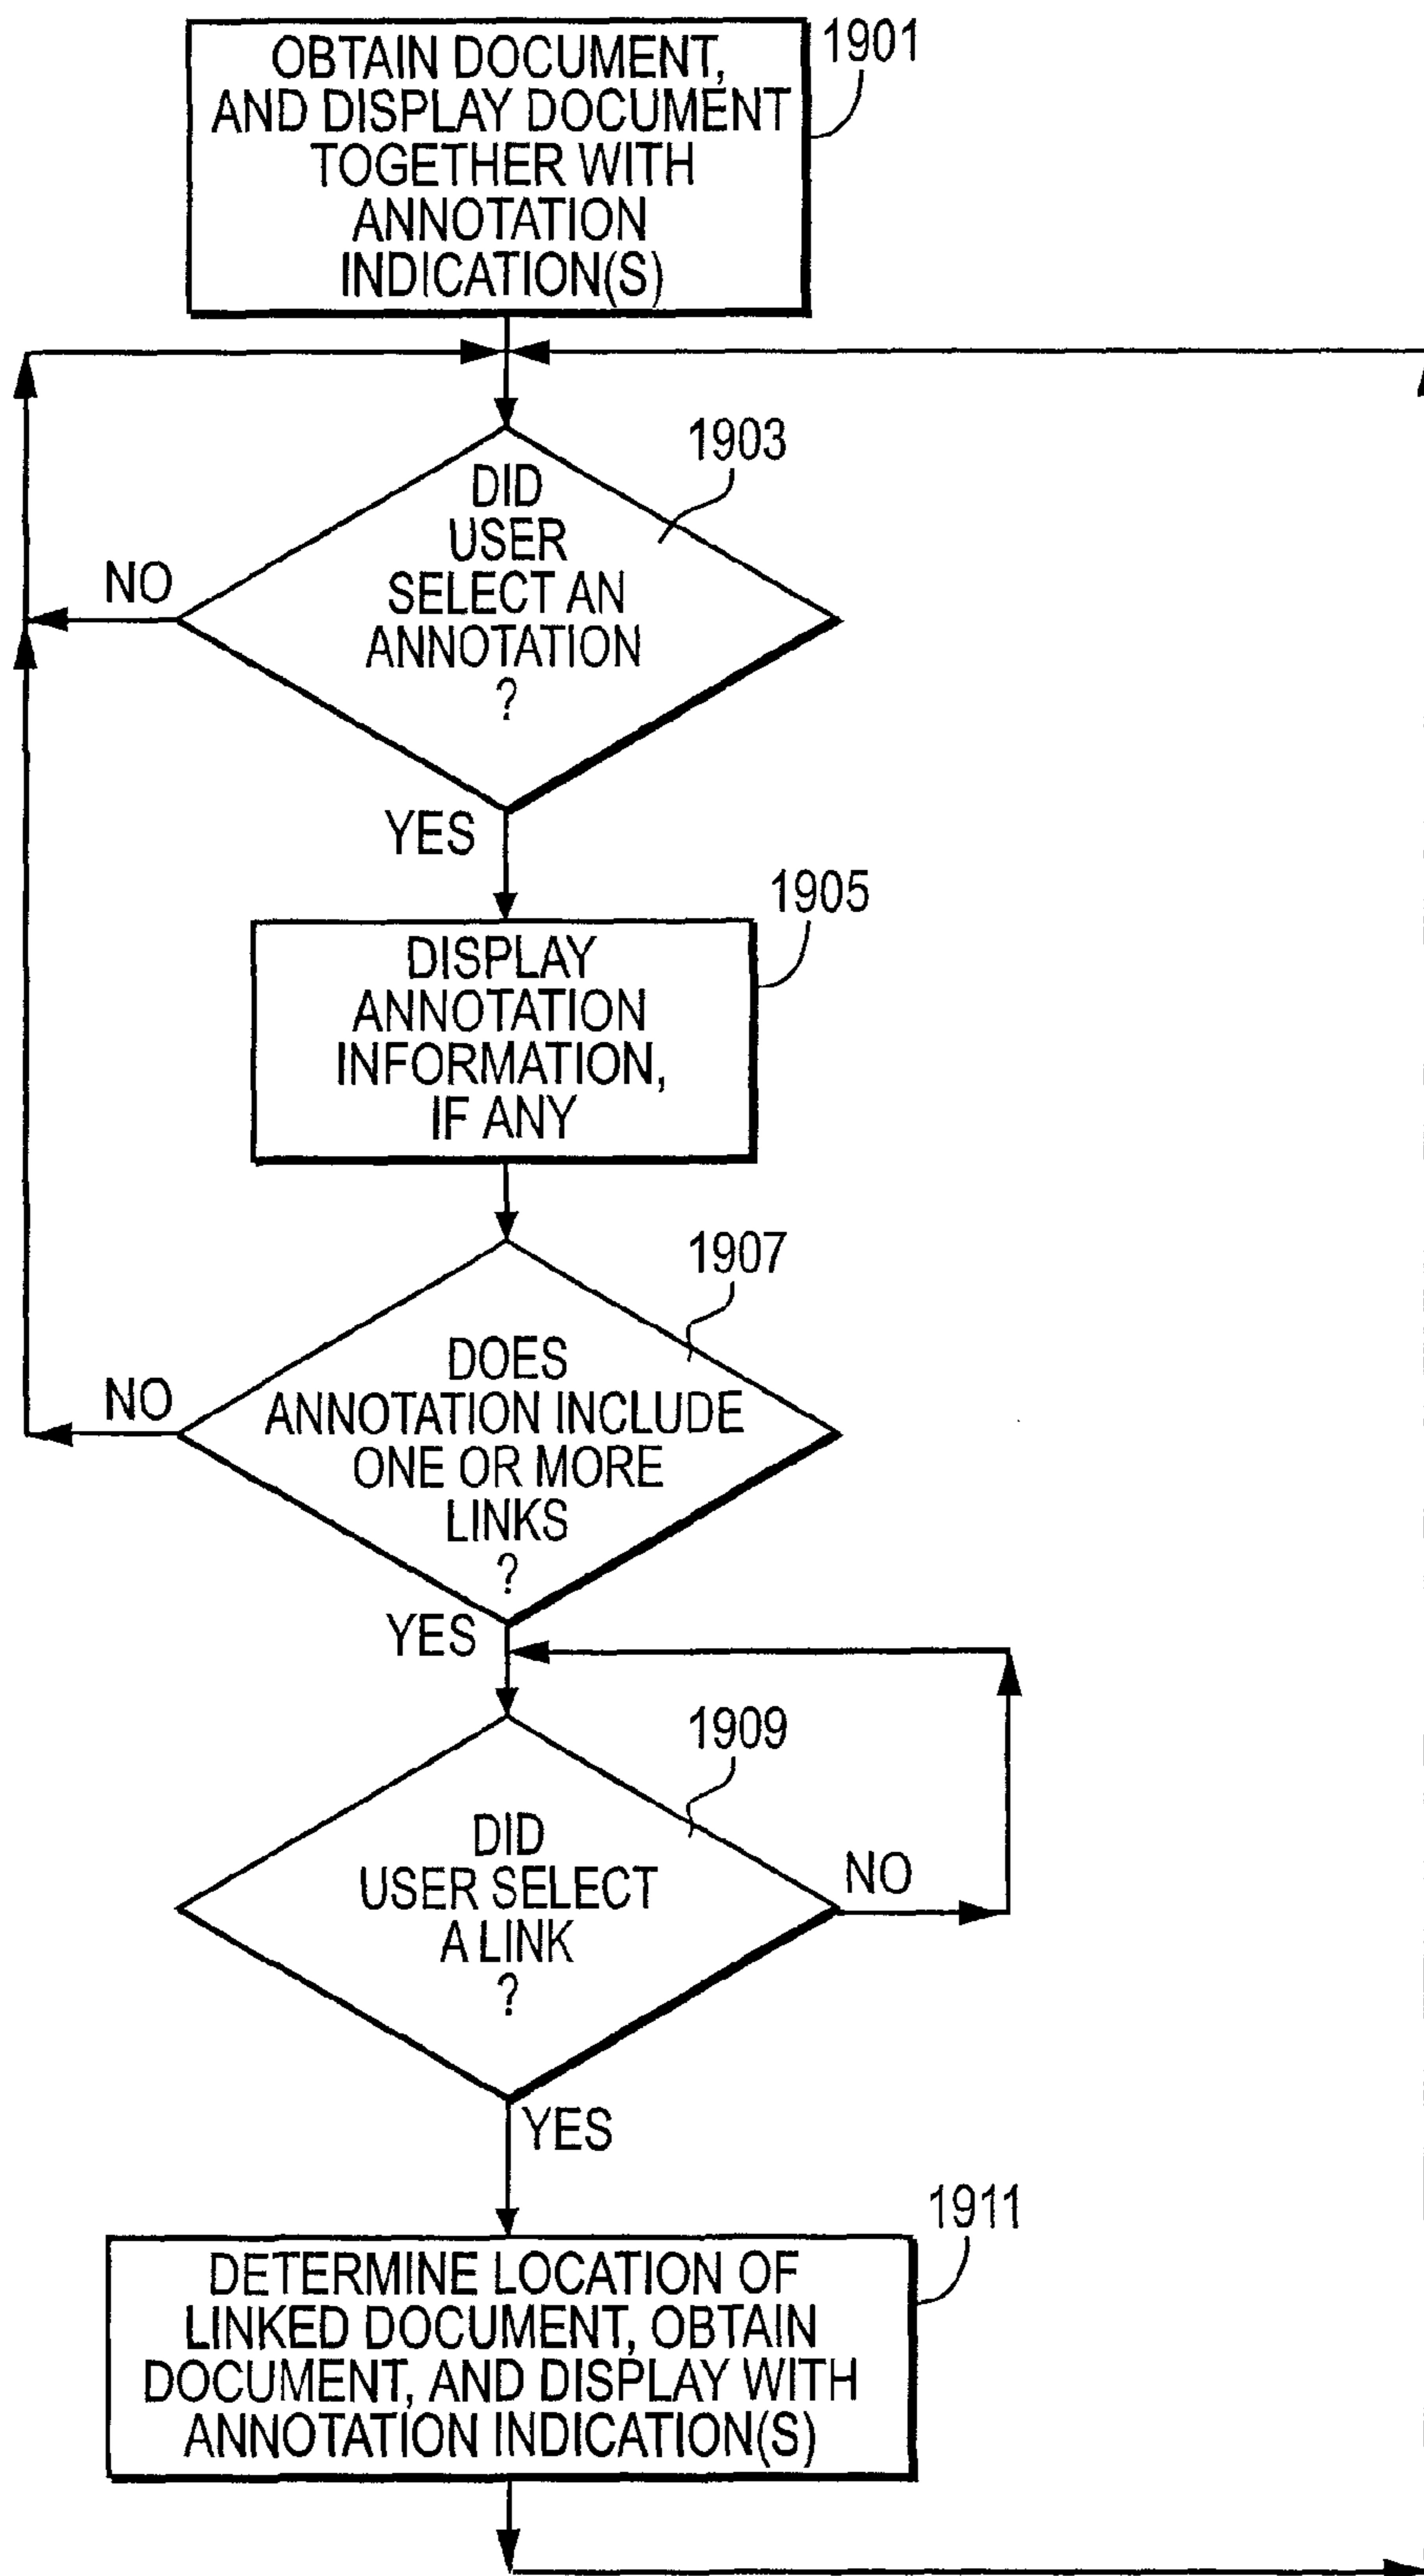 OBTAIN DOCUMENT,
AND DISPLAY DOCUMENT
TOGETHER WITH
ANNOTATION
INDICATION(S)
1901
1903
DID
USER
SELECT AN
ANNOTATION
?
NO
YES
1905
DISPLAY
ANNOTATION
INFORMATION,
IF ANY
1907
DOES
ANNOTATION INCLUDE
ONE OR MORE
LINKS
?
NO
YES
1909
DID
USER SELECT
A LINK
?
NO
YES
1911
DETERMINE LOCATION OF
LINKED DOCUMENT, OBTAIN
DOCUMENT, AND DISPLAY WITH
ANNOTATION INDICATION(S)